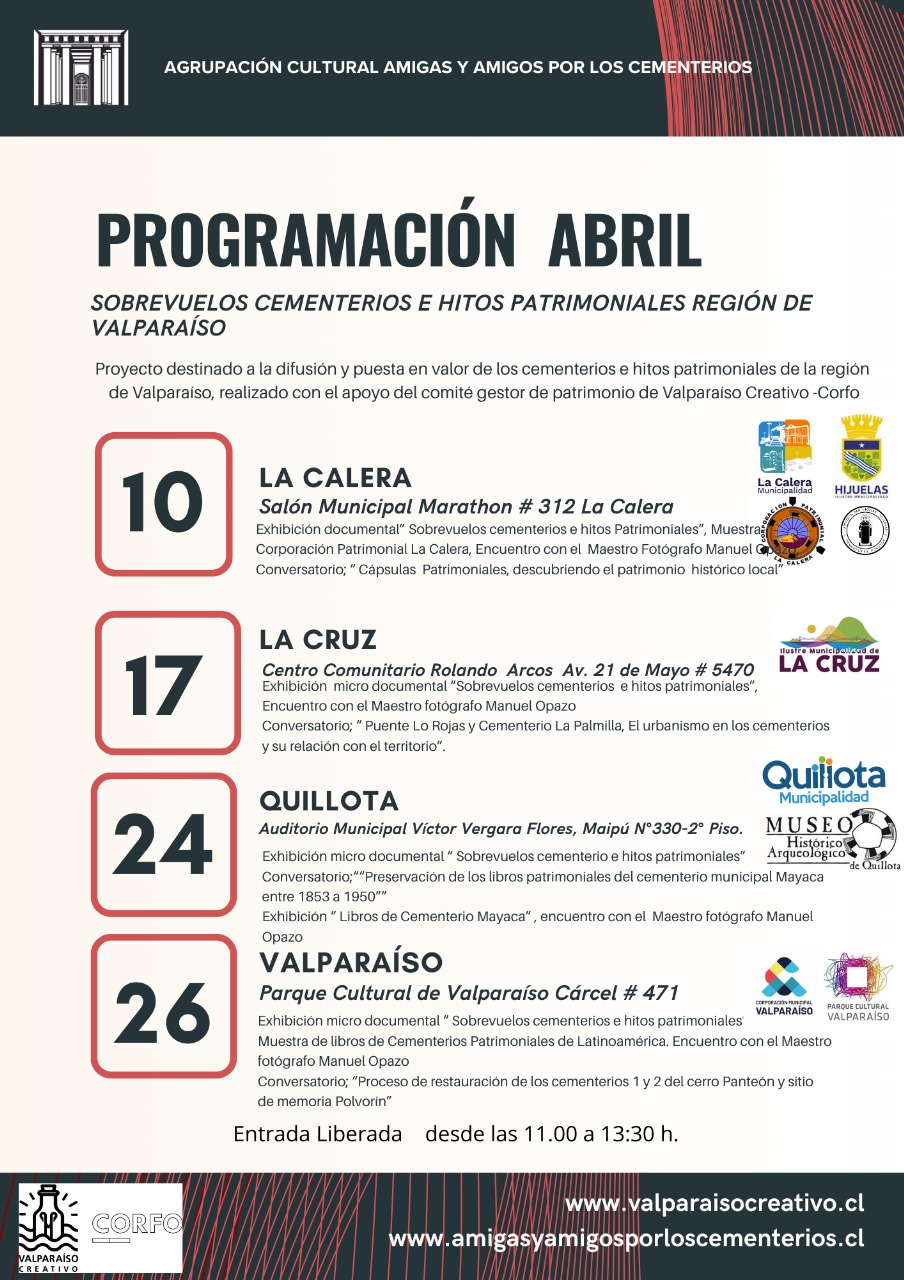 AGRUPACIÓN CULTURAL AMIGAS Y AMIGOS POR LOS CEMENTERIOS
PROGRAMACIÓN ABRIL
SOBREVUELOS CEMENTERIOS E HITOS PATRIMONIALES REGIÓN DE
VALPARAÍSO
Proyecto destinado a la difusión y puesta en valor de los cementerios e hitos patrimoniales de la región
de Valparaíso, realizado con el apoyo del comité gestor de patrimonio de Valparaíso Creativo -Corfo
10
LA CALERA
Salón Municipal Marathon # 312 La Calera
Exhibición documental” Sobrevuelos cementerios e hitos Patrimoniales”, Muestra
Corporación Patrimonial La Calera, Encuentro con el Maestro Fotógrafo Manuel
Conversatorio; “ Cápsulas Patrimoniales, descubriendo el patrimonio histórico local”
La Calera
Municipalidad
HIJUELAS
ILUSTRE MUNICIPALIDAD
CORPORACION PATRIMONIAL
LA CALERA
17
LA CRUZ
Centro Comunitario Rolando Arcos Av. 21 de Mayo # 5470
Exhibición micro documental “Sobrevuelos cementerios e hitos patrimoniales”,
Encuentro con el Maestro fotógrafo Manuel Opazo
Conversatorio; ” Puente Lo Rojas y Cementerio La Palmilla, El urbanismo en los cementerios
y su relación con el territorio”.
Ilustre Municipalidad de
LA CRUZ
24
QUILLOTA
Auditorio Municipal Víctor Vergara Flores, Maipú N°330-2° Piso.
Exhibición micro documental “ Sobrevuelos cementerio e hitos patrimoniales”
Conversatorio;“”Preservación de los libros patrimoniales del cementerio municipal Mayaca
entre 1853 a 1950””
Exhibición “ Libros de Cementerio Mayaca” , encuentro con el Maestro fotógrafo Manuel
Opazo
Quillota
Municipalidad
MUSEO
Histórico
Arqueológico
de Quillota
26
VALPARAÍSO
Parque Cultural de Valparaíso Cárcel # 471
Exhibición micro documental ” Sobrevuelos cementerios e hitos patrimoniales’
Muestra de libros de Cementerios Patrimoniales de Latinoamérica. Encuentro con el Maestro
fotógrafo Manuel Opazo
Conversatorio; “Proceso de restauración de los cementerios 1 y 2 del cerro Panteón y sitio
de memoria Polvorín”
CORPORACIÓN MUNICIPAL
VALPARAÍSO
PARQUE CULTURAL
VALPARAÍSO
Entrada Liberada desde las 11.00 a 13:30 h.
VALPARAÍSO
CREATIVO
CORFO
www.valparaisocreativo.cl
www.amigasyamigosporloscementerios.cl